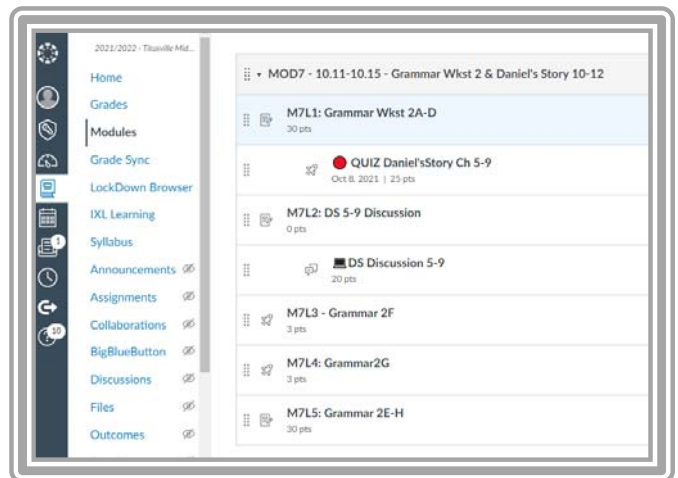 2021/2022 - Titusville Mid...
Home
Grades
Modules
Grade Sync
LockDown Browser
IXL Learning
Syllabus
Announcements
Assignments
Collaborations
BigBlueButton
Discussions
Files
Outcomes
1
10
MOD7 - 10.11-10.15 - Grammar Wkst 2 & Daniel's Story 10-12
M7L1: Grammar Wkst 2A-D
30 pts
QUIZ Daniel'sStory Ch 5-9
Oct 8, 2021 | 25 pts
M7L2: DS 5-9 Discussion
0 pts
DS Discussion 5-9
20 pts
M7L3 - Grammar 2F
3 pts
M7L4: Grammar2G
3 pts
M7L5: Grammar 2E-H
30 pts